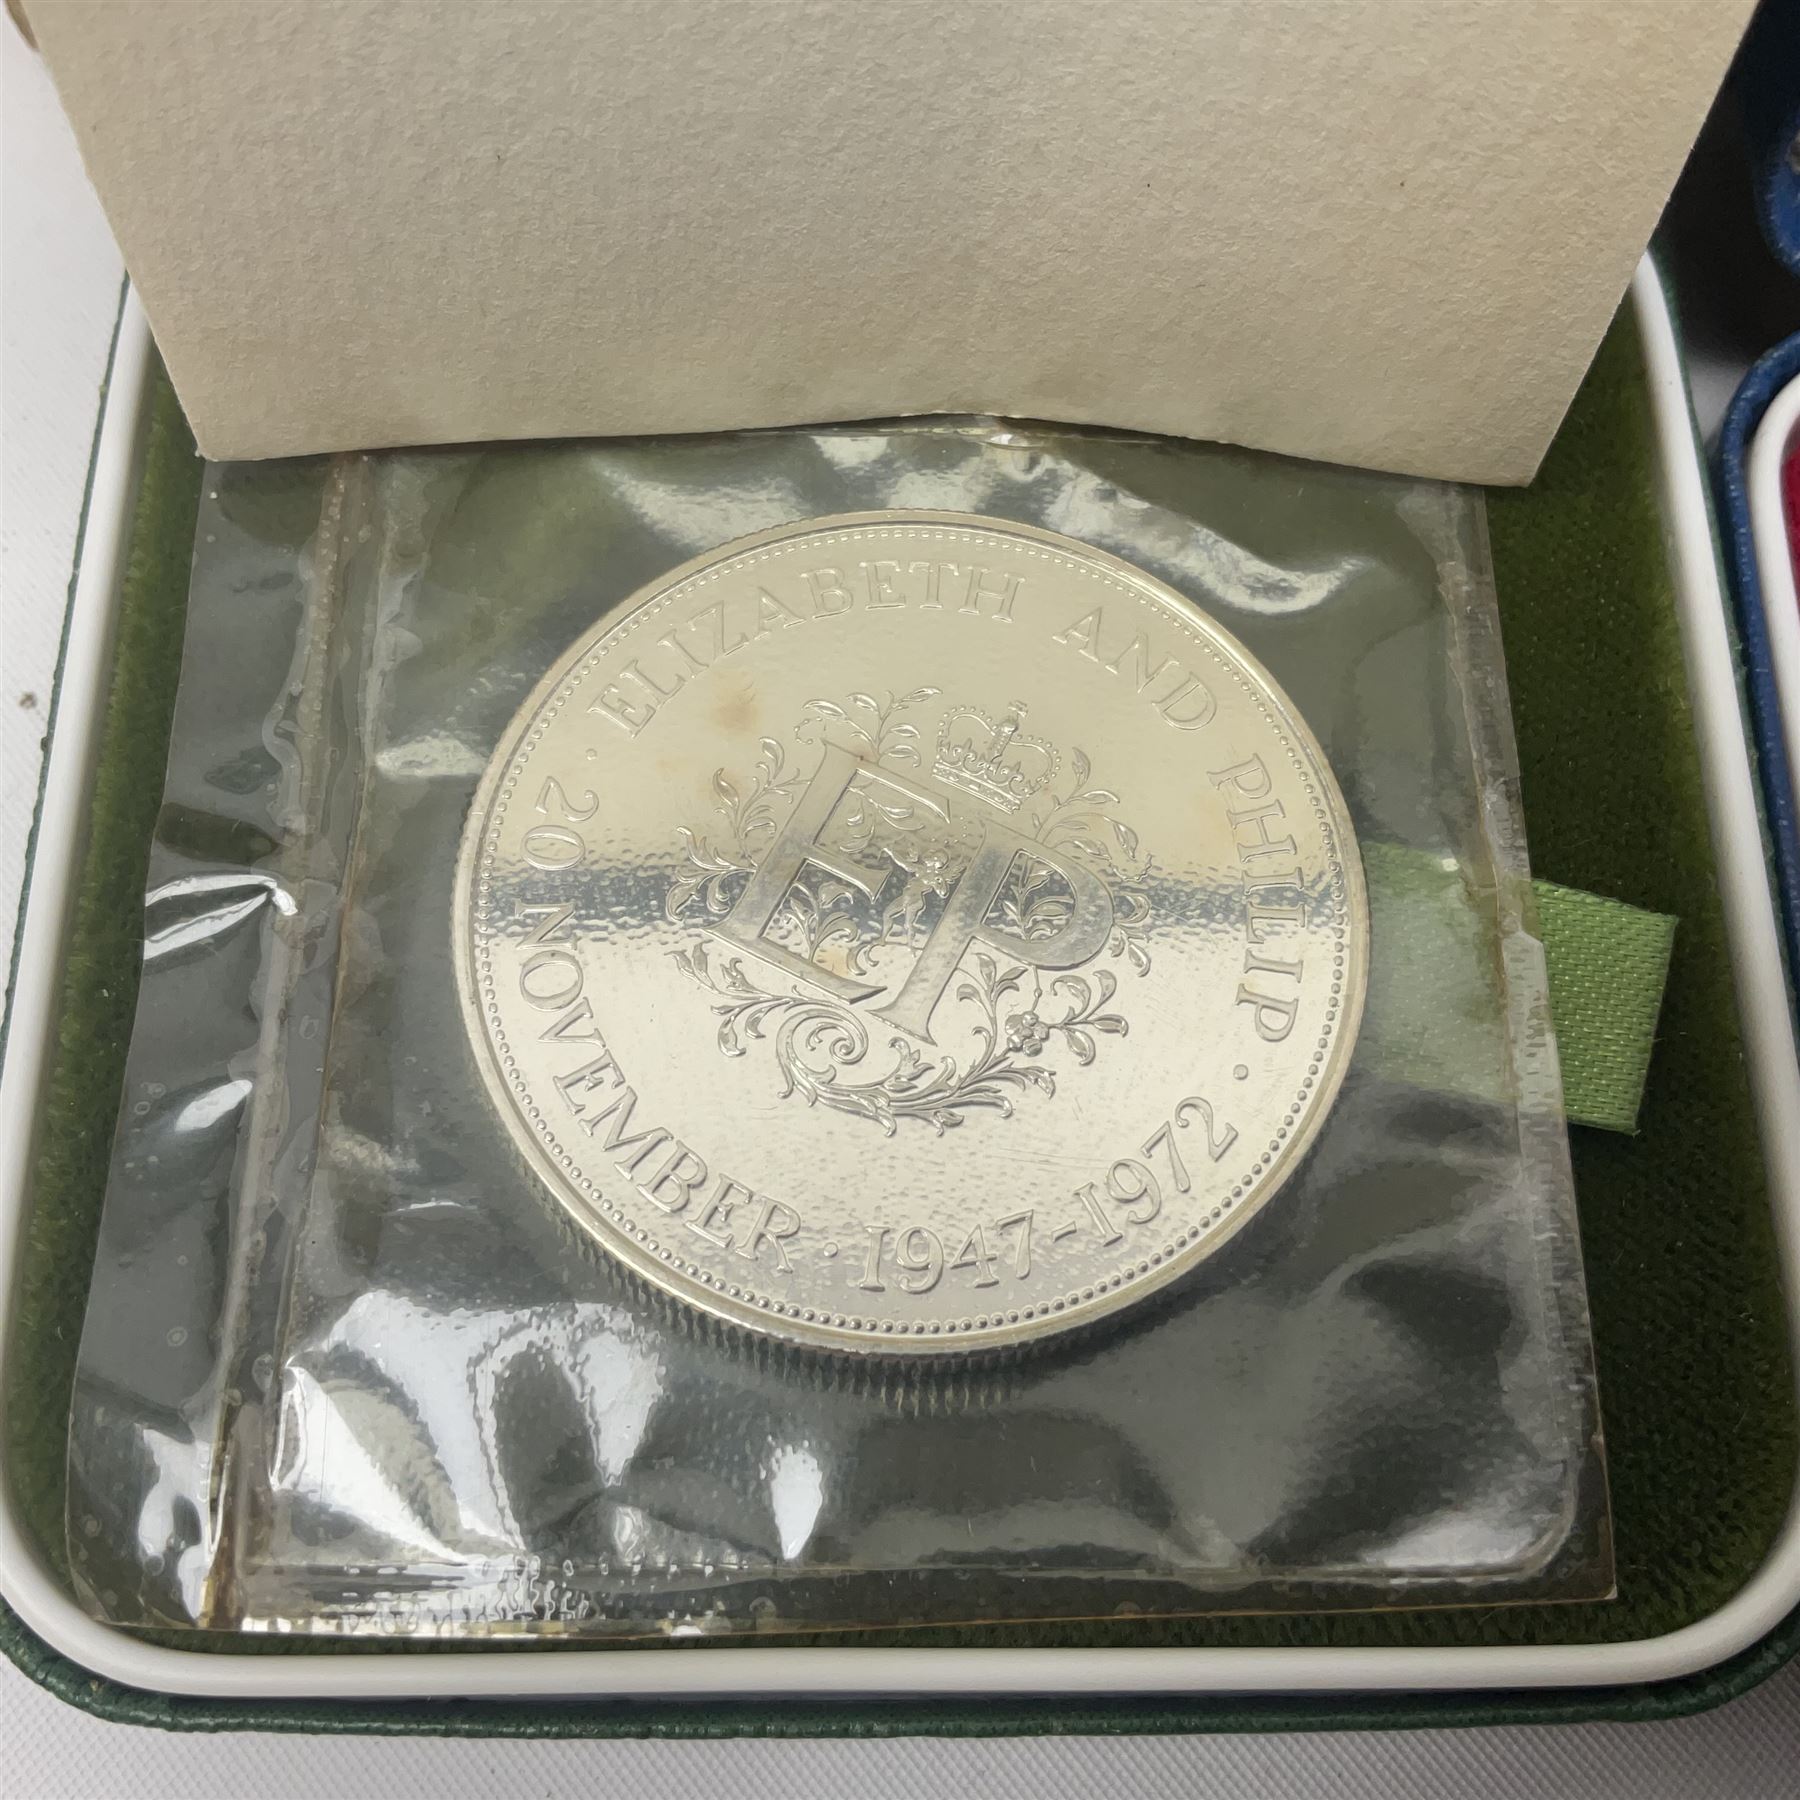 ELIZABETH AND PHILIP ·
20 NOVEMBER · 1947-1972 ·
EP